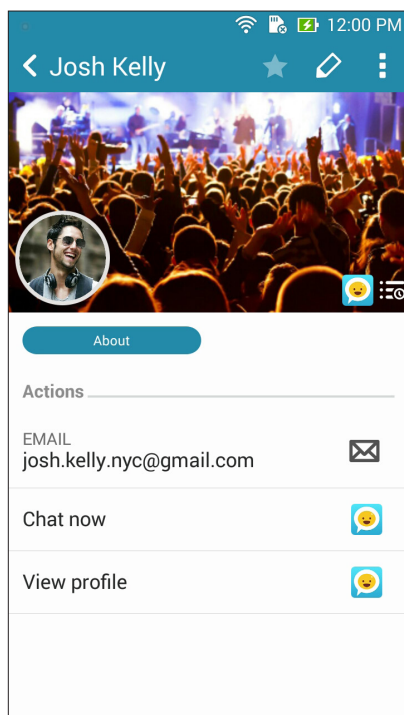 12:00 PM
Josh Kelly
About
Actions
EMAIL
josh.kelly.nyc@gmail.com
Chat now
View profile